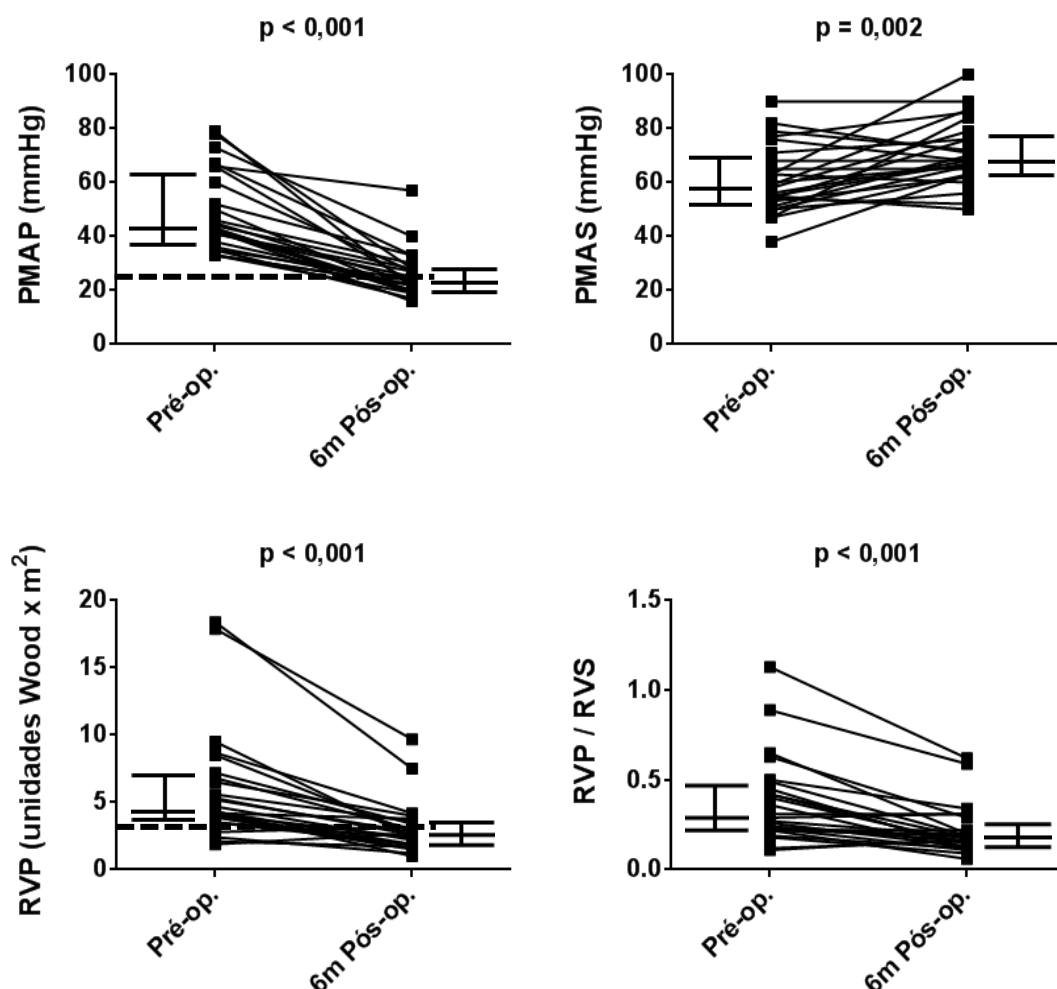 p < 0,001
PMAP (mmHg)
100
80
60
40
20
0
Pré-op.
6m Pós-op.
p = 0,002
PMAS (mmHg)
100
80
60
40
20
0
Pré-op.
6m Pós-op.
p < 0,001
RVP (unidades Wood x m²)
20
15
10
5
0
Pré-op.
6m Pós-op.
p < 0,001
RVP / RVS
1.5
1.0
0.5
0.0
Pré-op.
6m Pós-op.